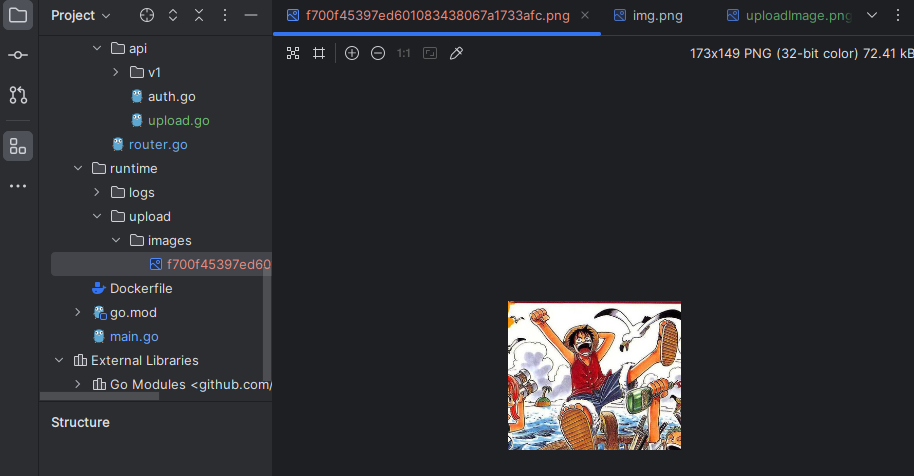 Project
f700f45397ed601083438067a1733afc.png
img.png
uploadImage.png
1:1
173x149 PNG (32-bit color) 72.41 kB
api
v1
auth.go
upload.go
router.go
runtime
logs
upload
images
f700f45397ed60
Dockerfile
go.mod
main.go
External Libraries
Go Modules <github.com/
Structure